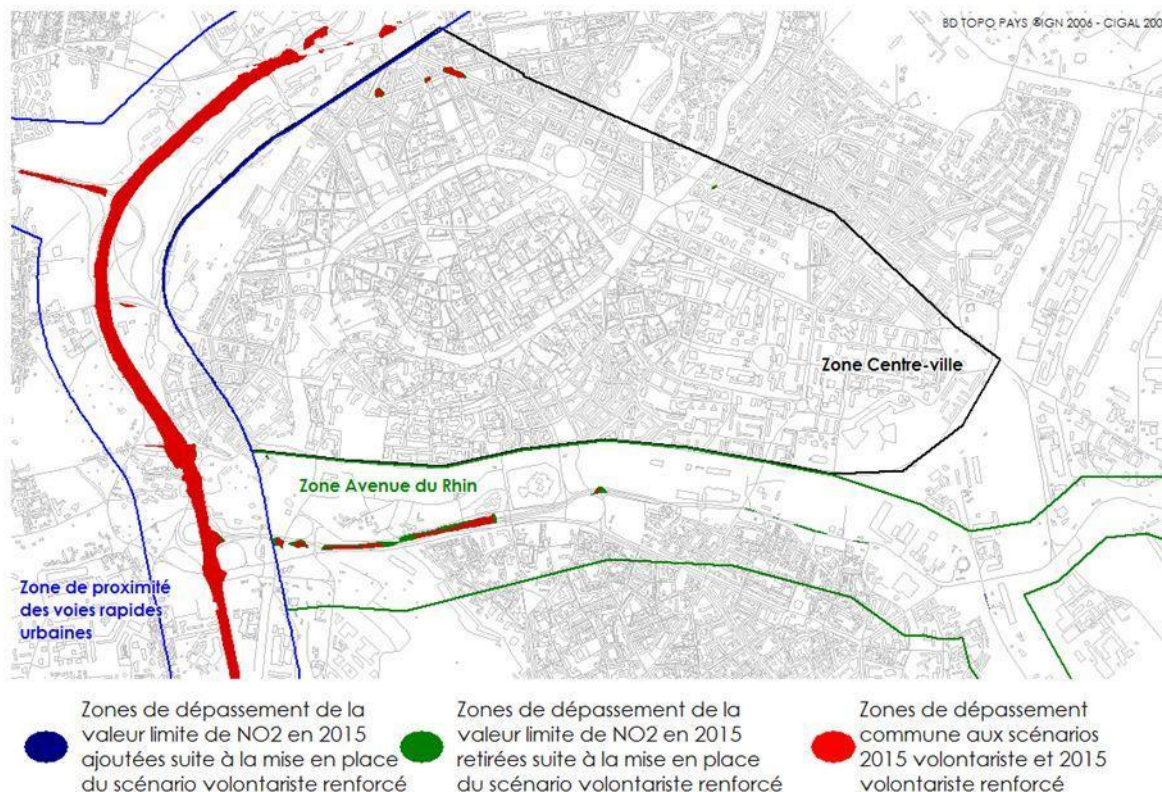 BD TOPO PAYS ®IGN 2006 - CIGAL 200
Zone Centre-ville
Zone Avenue du Rhin
Zone de proximité
des voies rapides
urbaines
Zones de dépassement de la
valeur limite de NO2 en 2015
ajoutées suite à la mise en place
du scénario volontariste renforcé
Zones de dépassement de la
valeur limite de NO2 en 2015
retirées suite à la mise en place
du scénario volontariste renforcé
Zones de dépassement
commune aux scénarios
2015 volontariste et 2015
volontariste renforcé